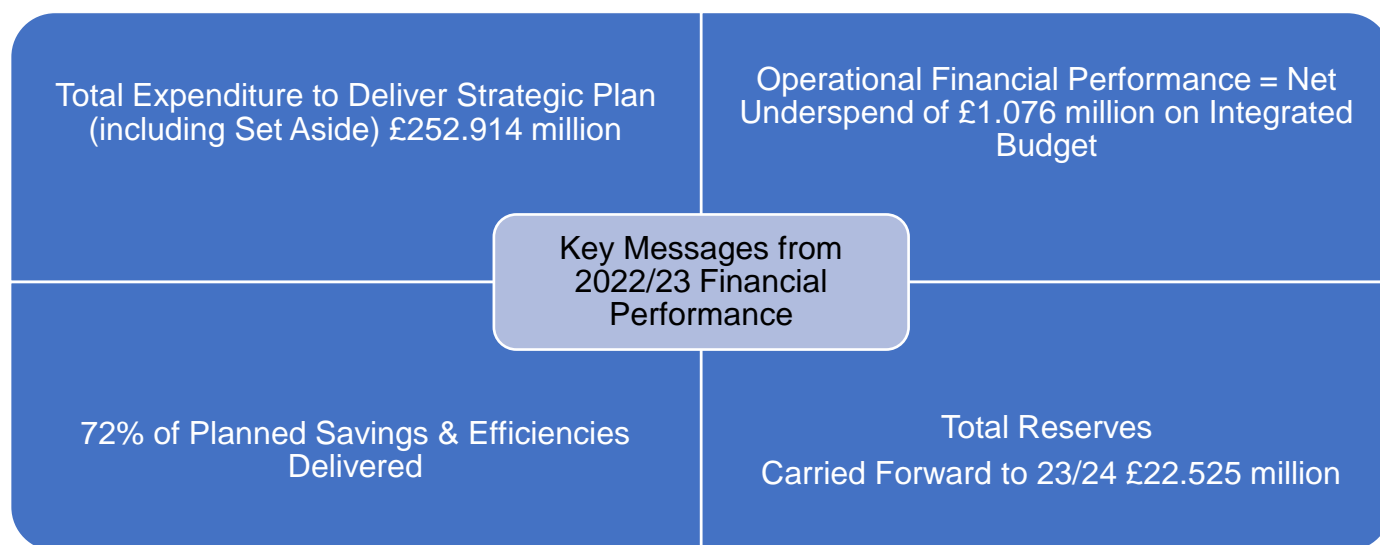 Total Expenditure to Deliver Strategic Plan
(including Set Aside) £252.914 million
Operational Financial Performance = Net
Underspend of £1.076 million on Integrated
Budget
Key Messages from
2022/23 Financial
Performance
72% of Planned Savings & Efficiencies
Delivered
Total Reserves
Carried Forward to 23/24 £22.525 million